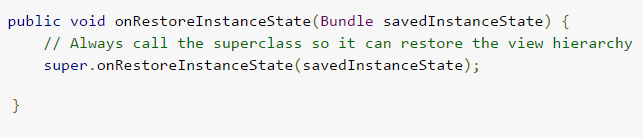 public void onRestoreInstanceState(Bundle savedInstanceState) {
    // Always call the superclass so it can restore the view hierarchy
    super.onRestoreInstanceState(savedInstanceState);
}